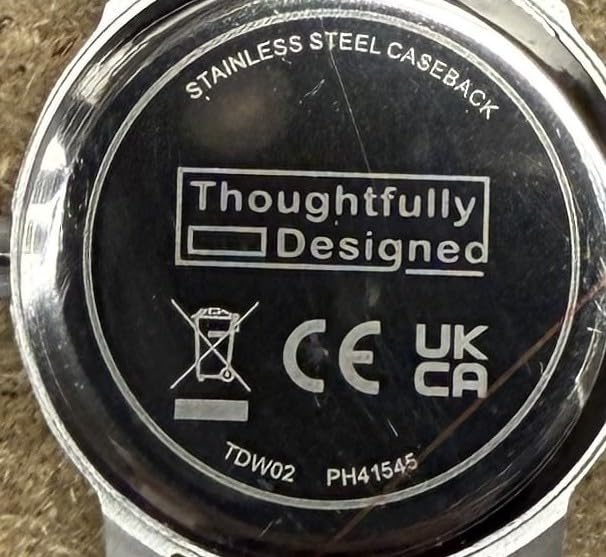 STAINLESS STEEL CASEBACK
Thoughtfully
Designed
CE
UK
CA
TDW02 PH41545